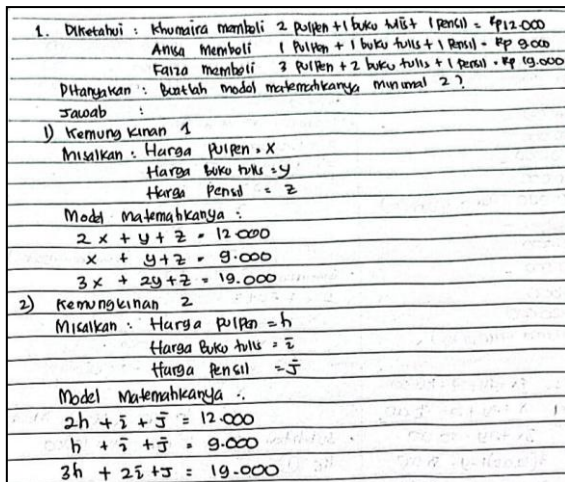 1. Diketahui : Khumaira membeli 2 pulpen + 1 buku tulis + 1 pensil = Rp 12.000
Anisa Membeli 1 Pulpen + 1 buku tulis + 1 Pensil = Rp 9.000
Faiza membeli 3 Pulpen + 2 buku tulis + 1 pensil = Rp 19.000
Ditanyakan : Buatlah model matematikanya minimal 2 ?
Jawab :
1) Kemungkinan 1
Misalkan : Harga Pulpen = x
Harga Buku tulis = y
Harga Pensil = z
Model matematikanya :
2x + y + z = 12.000
x + y + z = 9.000
3x + 2y + z = 19.000
2) Kemungkinan 2
Misalkan : Harga Pulpen = h
Harga Buku tulis = i
Harga Pensil = j
Model Matematikanya :
2h + i + j = 12.000
h + i + j = 9.000
3h + 2i + j = 19.000